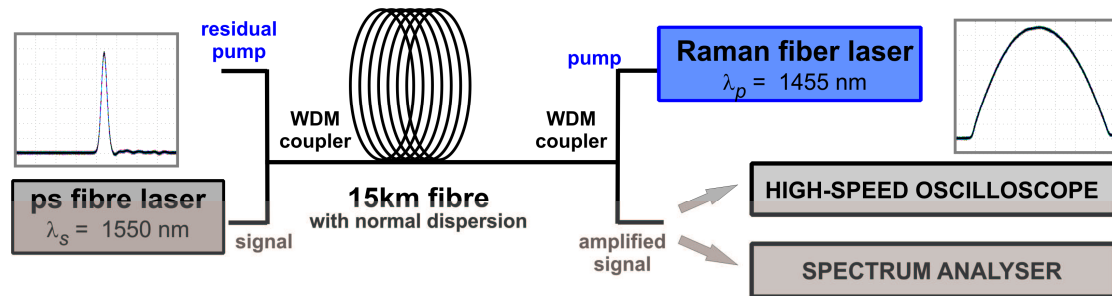 residual
pump
WDM
coupler
ps fibre laser
λs = 1550 nm
signal
15km fibre
with normal dispersion
pump
WDM
coupler
Raman fiber laser
λp = 1455 nm
amplified
signal
HIGH-SPEED OSCILLOSCOPE
SPECTRUM ANALYSER